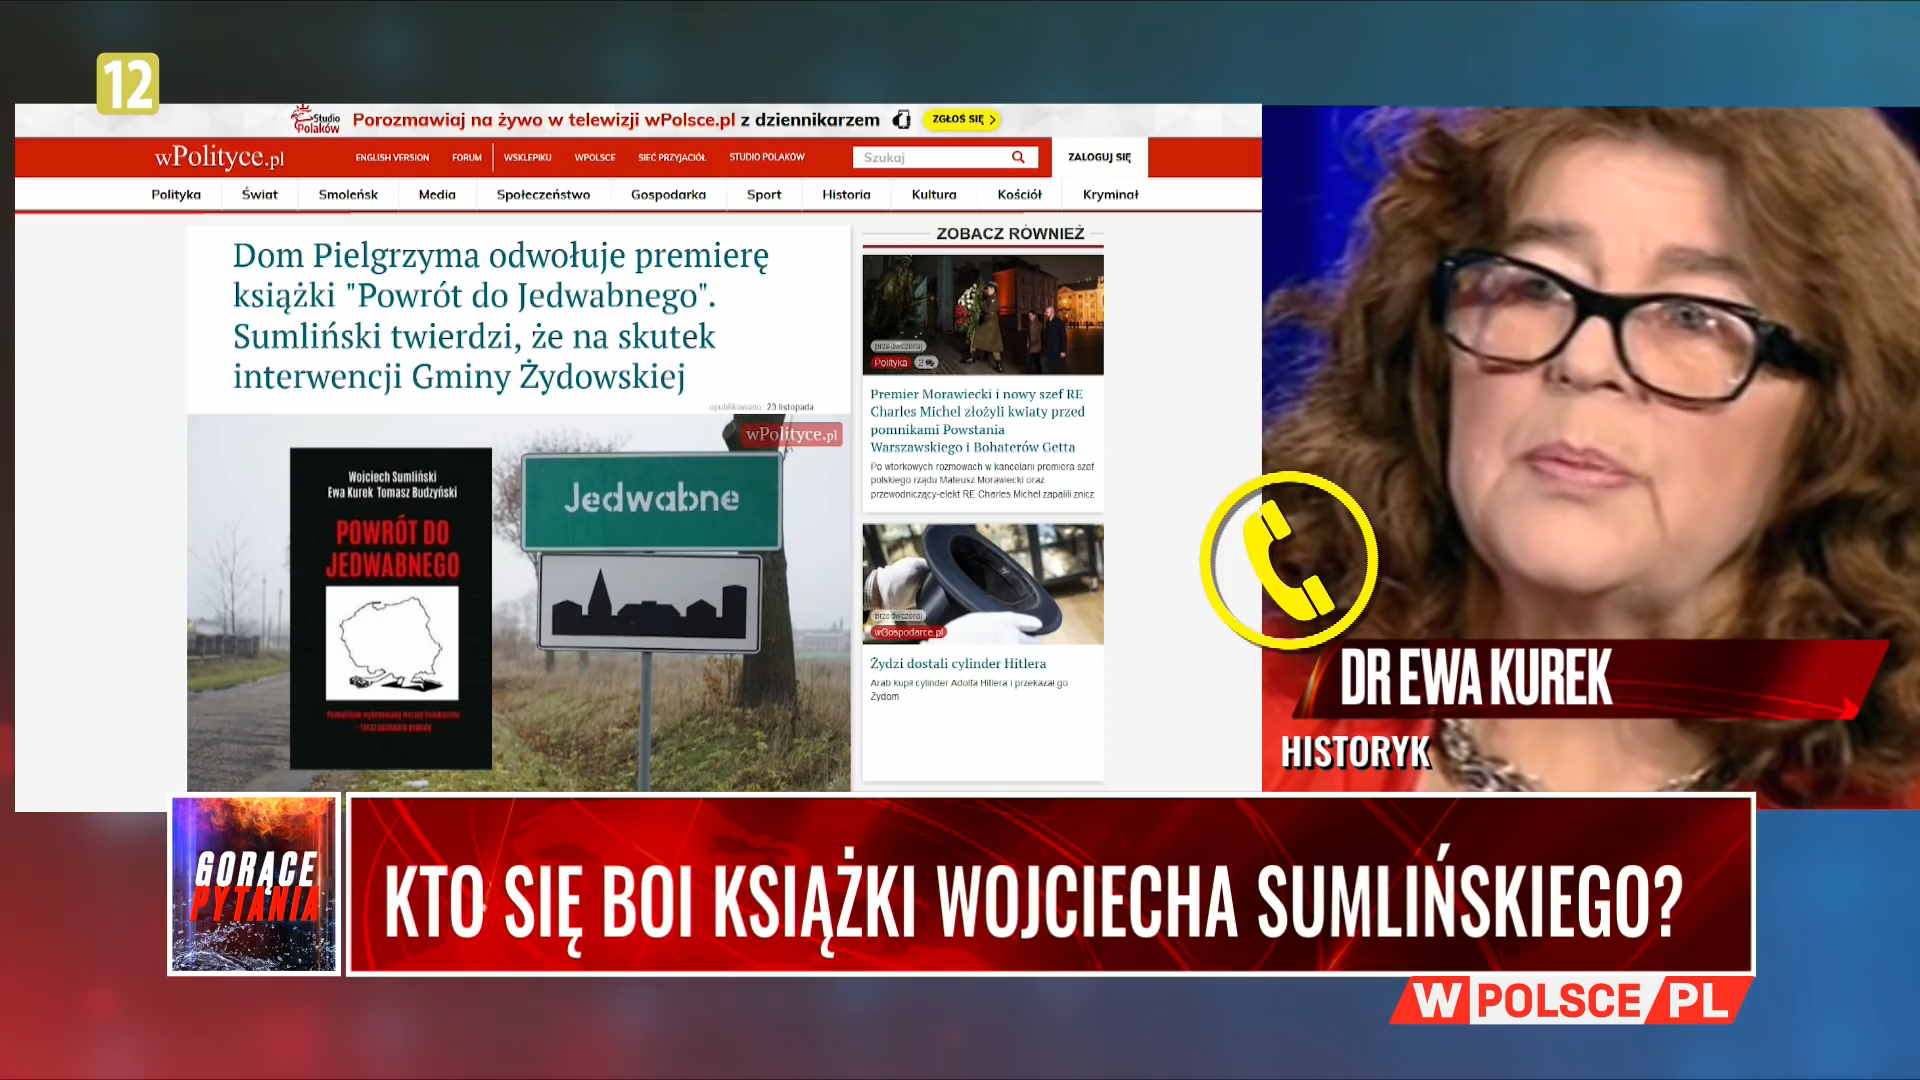 12
Studio
Polaków
Porozmawiaj na żywo w telewizji wPolsce.pl z dziennikarzem
ZGŁOŚ SIĘ
wPolityce.pl
ENGLISH VERSION
FORUM
WSKLEPIKU
WPOLSCE
SIEĆ PRZYJACIÓŁ
STUDIO POLAKÓW
Szukaj
ZALOGUJ SIĘ
Polityka
Świat
Smoleńsk
Media
Społeczeństwo
Gospodarka
Sport
Historia
Kultura
Kościół
Kryminał
Dom Pielgrzyma odwołuje premierę
książki "Powrót do Jedwabnego".
Sumliński twierdzi, że na skutek
interwencji Gminy Żydowskiej
opublikowano: 23 listopada
wPolityce.pl
Wojciech Sumliński
Ewa Kurek Tomasz Budzyński
POWRÓT DO
JEDWABNEGO
Jedwabne
ZOBACZ RÓWNIEŻ
przedwczoraj
Polityka 2
Premier Morawiecki i nowy szef RE
Charles Michel złożyli kwiaty przed
pomnikami Powstania
Warszawskiego i Bohaterów Getta
Po wtorkowych rozmowach w kancelarii premiera szef
polskiego rządu Mateusz Morawiecki oraz
przewodniczący-elekt RE Charles Michel zapalili znicz
przedwczoraj
wGospodarce.pl
Żydzi dostali cylinder Hitlera
Arab kupił cylinder Adolfa Hitlera i przekazał go
Żydom
DR EWA KUREK
HISTORYK
GORĄCE
PYTANIA
KTO SIĘ BOI KSIĄŻKI WOJCIECHA SUMLIŃSKIEGO?
WPOLSCE/PL